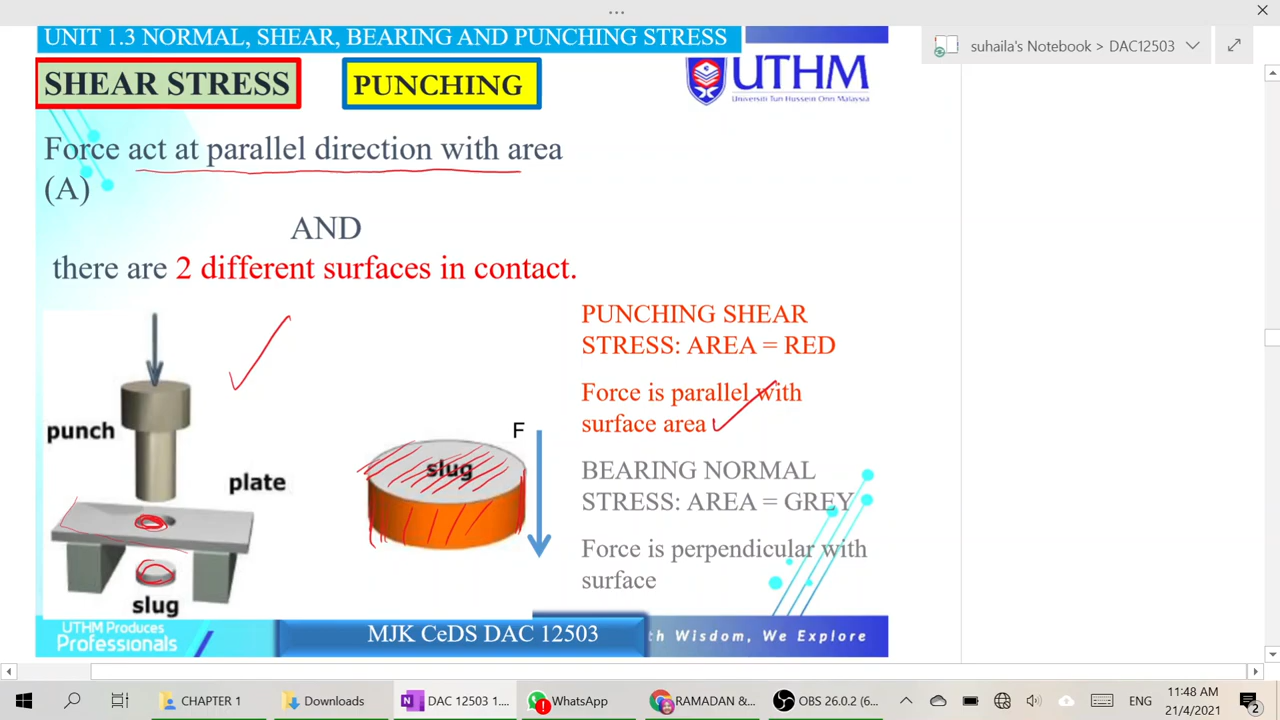 UNIT 1.3 NORMAL, SHEAR, BEARING AND PUNCHING STRESS
suhaila's Notebook > DAC12503
SHEAR STRESS
PUNCHING
UTHM
Universiti Tun Hussein Onn Malaysia
Force act at parallel direction with area
(A)
AND
there are 2 different surfaces in contact.
punch
plate
slug
F
slug
PUNCHING SHEAR
STRESS: AREA = RED
Force is parallel with
surface area
BEARING NORMAL
STRESS: AREA = GREY
Force is perpendicular with
surface
UTHM Produces
Professionals
MJK CeDS DAC 12503
th Wisdom, We Explore
CHAPTER 1
Downloads
DAC 12503 1....
WhatsApp
RAMADAN &...
OBS 26.0.2 (6...
ENG
11:48 AM
21/4/2021
2